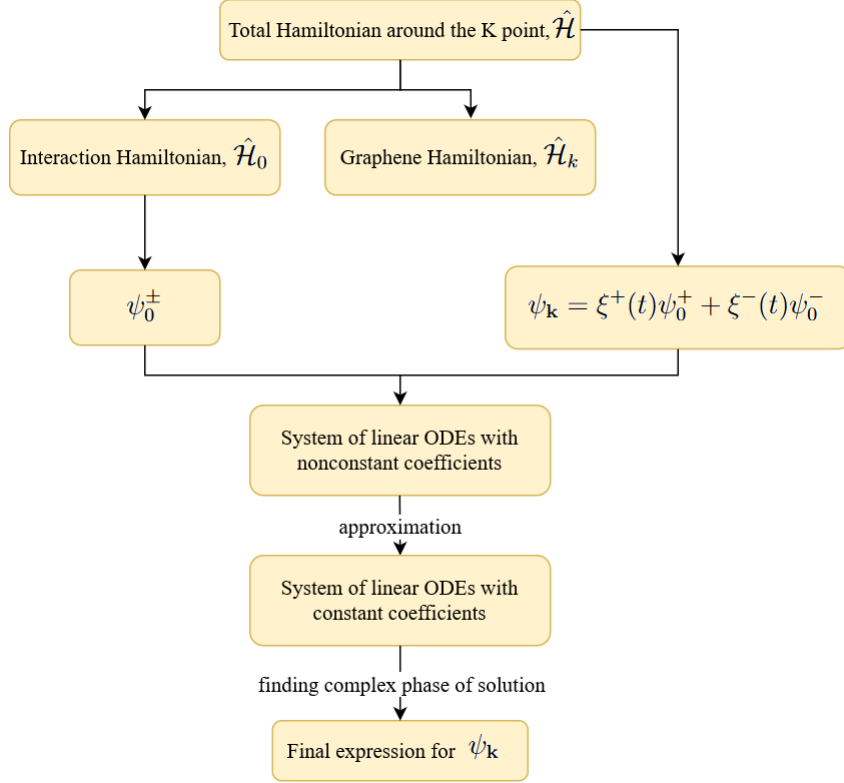 Total Hamiltonian around the K point, $\hat{\mathcal{H}}$
Interaction Hamiltonian, $\hat{\mathcal{H}}_0$
Graphene Hamiltonian, $\hat{\mathcal{H}}_k$
$\psi_0^{\pm}$
$\psi_{\mathbf{k}} = \xi^+(t)\psi_0^+ + \xi^-(t)\psi_0^-$
System of linear ODEs with
nonconstant coefficients
approximation
System of linear ODEs with
constant coefficients
finding complex phase of solution
Final expression for $\psi_{\mathbf{k}}$